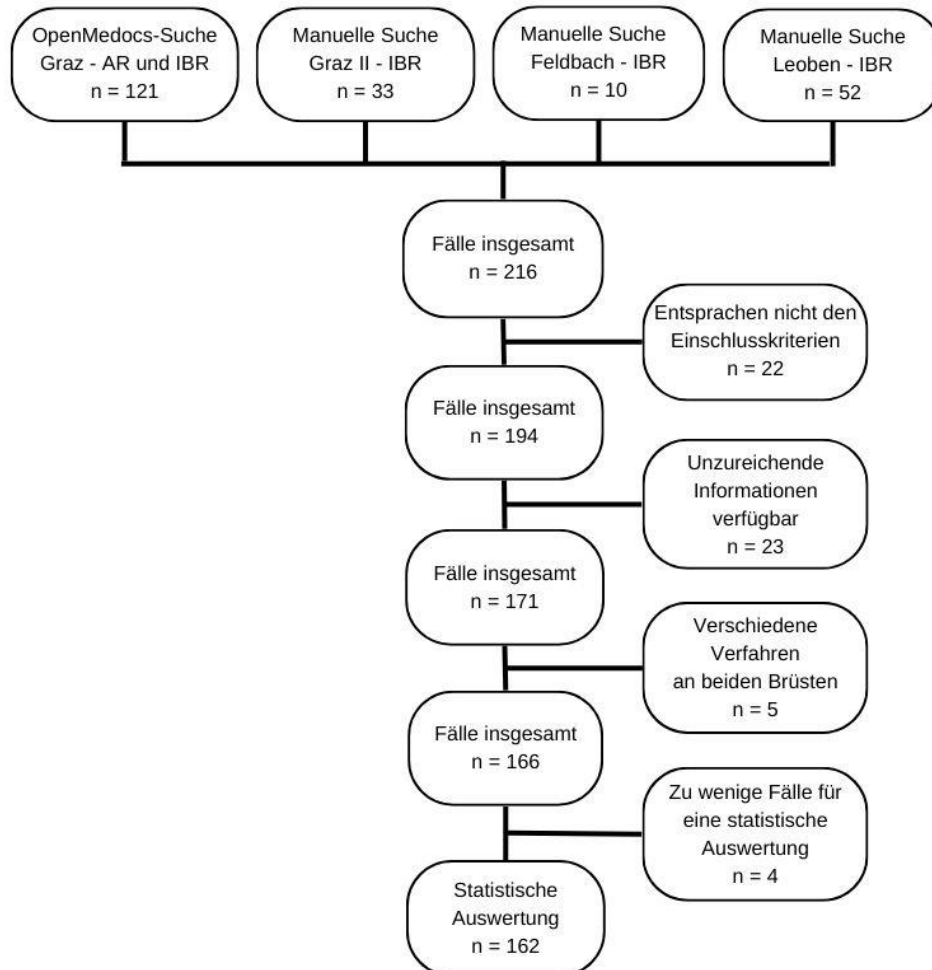 OpenMedocs-Suche
Graz - AR und IBR
n = 121
Manuelle Suche
Graz II - IBR
n = 33
Manuelle Suche
Feldbach - IBR
n = 10
Manuelle Suche
Leoben - IBR
n = 52
Fälle insgesamt
n = 216
Entsprachen nicht den
Einschlusskriterien
n = 22
Fälle insgesamt
n = 194
Unzureichende
Informationen
verfügbar
n = 23
Fälle insgesamt
n = 171
Verschiedene
Verfahren
an beiden Brüsten
n = 5
Fälle insgesamt
n = 166
Zu wenige Fälle für
eine statistische
Auswertung
n = 4
Statistische
Auswertung
n = 162